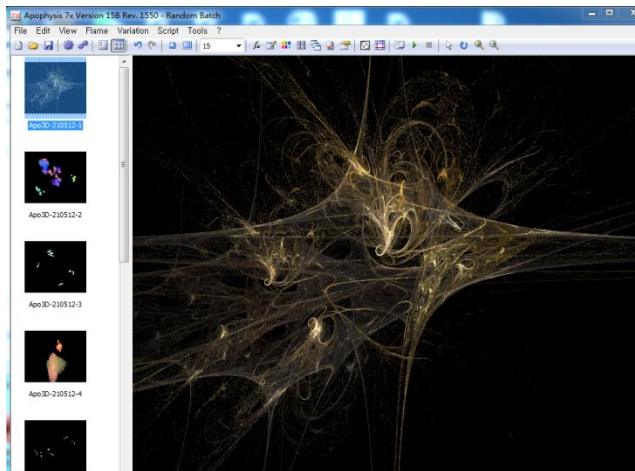 Apophysis 7x Version 15B Rev. 1550 - Random Batch
File Edit View Flame Variation Script Tools ?
15
Apo3D-210512-1
Apo3D-210512-2
Apo3D-210512-3
Apo3D-210512-4